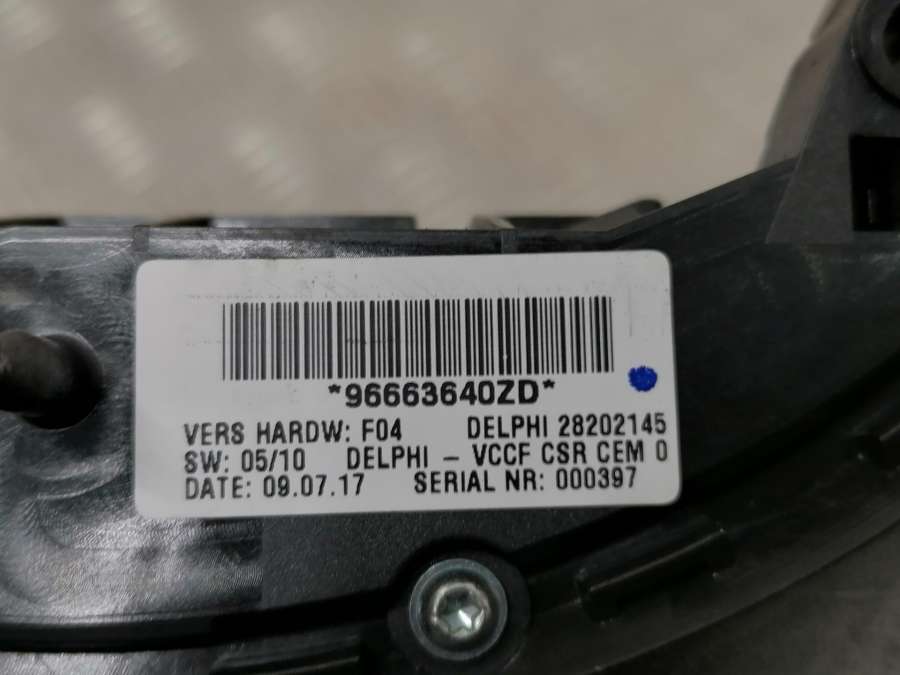 *96663640ZD*
VERS HARDW: F04 DELPHI 28202145
SW: 05/10 DELPHI - VCCF CSR CEM 0
DATE: 09.07.17 SERIAL NR: 000397